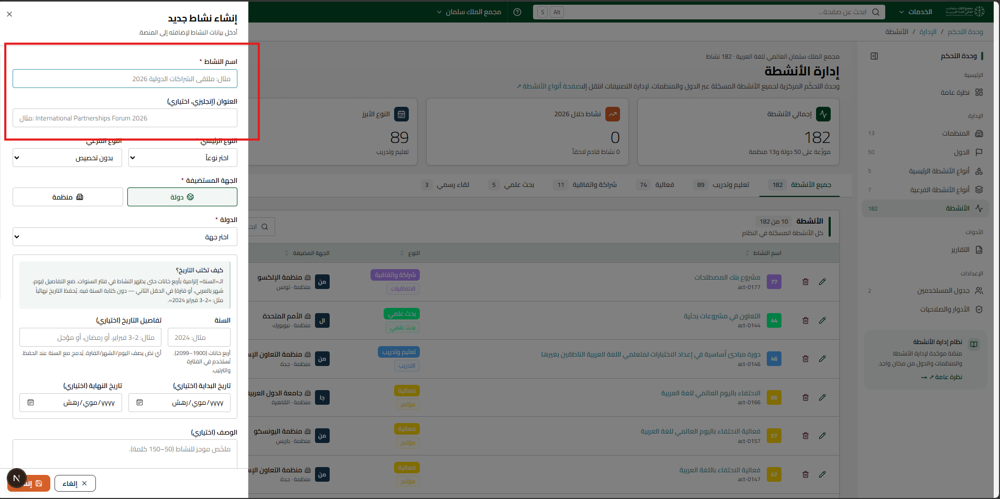 الخدمات
ابحث عن صفحة...
Alt
S
مجمع الملك سلمان
وحدة التحكم / الإدارة / الأنشطة
وحدة التحكم
الرئيسية
نظرة عامة
الإدارة
المنظمات 13
الدول 50
أنواع الأنشطة الرئيسية 5
أنواع الأنشطة الفرعية 7
الأنشطة 182
الأدوات
التقارير
الإعدادات
جدول المستخدمين 2
الأدوار والصلاحيات
نظام إدارة الأنشطة
منصّة موحّدة لإدارة الأنشطة
والمنظمات والدول من مكان واحد.
نظرة عامة ↗ →
مجمع الملك سلمان العالمي للغة العربية · 182 نشاط
إدارة الأنشطة
وحدة التحكّم المركزية لجميع الأنشطة المسجّلة عبر الدول والمنظمات. لإدارة التصنيفات انتقل إلىصفحة أنواع الأنشطة ↗
إجمالي الأنشطة
182
موزّعة على 50 دولة و13 منظمة
نشاط خلال 2026
0
0 نشاط قادم لاحقاً
النوع الأبرز
89
تعليم وتدريب
جميع الأنشطة 182
تعليم وتدريب 89
فعالية 74
شراكة واتفاقية 11
بحث علمي 5
لقاء رسمي 3
الأنشطة 10 من 182
كل الأنشطة المسجّلة في النظام
اسم النشاط
النوع
الجهة المضيفة
77 مشروع بنك المصطلحات
act-0177
شراكة واتفاقية
الاتفاقيات
من منظمة الإلكسو
منظمة · تونس
44 التعاون في مشروعات بحثية
act-0144
بحث علمي
بحث علمي
ال الأمم المتحدة
منظمة · نيويورك
46 دورة مبادئ أساسية في إعداد الاختبارات لمتعلمي اللغة العربية الناطقين بغيرها
act-0146
تعليم وتدريب
التدريب
من منظمة التعاون الإس
منظمة · جدة
66 الاحتفاء باليوم العالمي للغة العربية
act-0166
فعالية
مؤتمر
جا جامعة الدول العربية
منظمة · القاهرة
57 فعالية الاحتفاء باليوم العالمي للغة العربية
act-0157
فعالية
مؤتمر
من منظمة اليونسكو
منظمة · باريس
47 فعالية الاحتفاء باللغة العربية
act-0147
فعالية
مؤتمر
من منظمة التعاون الإس
منظمة · جدة
إنشاء نشاط جديد
أدخل بيانات النشاط لإضافته إلى المنصة.
اسم النشاط *
مثال: ملتقى الشراكات الدولية 2026
العنوان (إنجليزي، اختياري)
مثال: International Partnerships Forum 2026
النوع الرئيسي *
النوع الفرعي
اختر نوعاً
بدون تخصيص
الجهة المستضيفة *
دولة
منظمة
الدولة *
اختر جهة
كيف تكتب التاريخ؟
الـ«السنة» إلزامية بأربع خانات حتى يظهر النشاط في فلتر السنوات. ضع التفاصيل (يوم،
شهر بالعربي، أو فترة) في الحقل الثاني — دون كتابة السنة فيه. يُحفظ التاريخ نهائياً
مثل: «2-3 فبراير 2024».
السنة
تفاصيل التاريخ (اختياري)
مثال: 2024
مثال: 2-3 فبراير، أو رمضان، أو مؤجل
أربع خانات (1900–2099).
تُستخدم في الفلترة
والترتيب.
أيّ نصّ يصف اليوم/الشهر/الفترة. يُدمج مع السنة عند الحفظ.
تاريخ البداية (اختياري)
تاريخ النهاية (اختياري)
yyyy/موي/رهش
yyyy/موي/رهش
الوصف (اختياري)
ملخّص موجز للنشاط (50–150 كلمة).
إلغاء
N